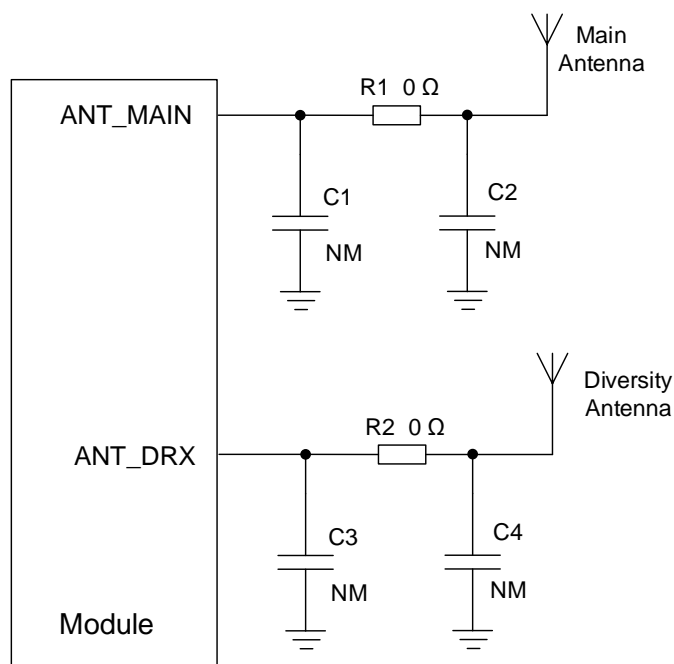 Main
Antenna
R1 0 Ω
ANT_MAIN
C1
C2
NM
NM
Diversity
Antenna
R2 0 Ω
ANT_DRX
C3
C4
NM
NM
Module